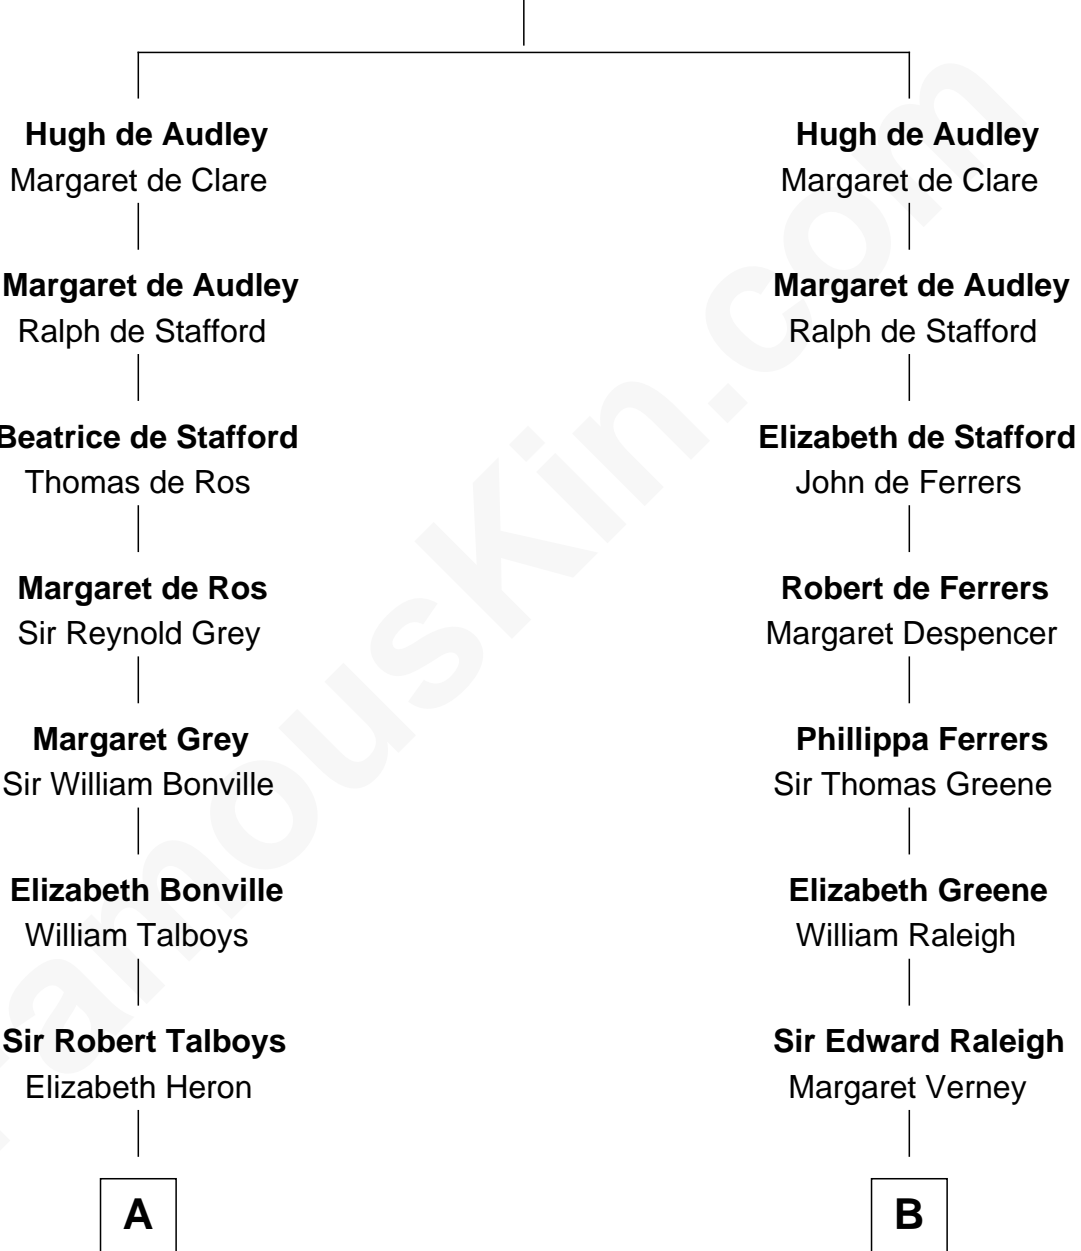 Hugh de Audley
Margaret de Clare
Margaret de Audley
Ralph de Stafford
Beatrice de Stafford
Thomas de Ros
Margaret de Ros
Sir Reynold Grey
Margaret Grey
Sir William Bonville
Elizabeth Bonville
William Talboys
Sir Robert Talboys
Elizabeth Heron
A
Hugh de Audley
Margaret de Clare
Margaret de Audley
Ralph de Stafford
Elizabeth de Stafford
John de Ferrers
Robert de Ferrers
Margaret Despencer
Phillippa Ferrers
Sir Thomas Greene
Elizabeth Greene
William Raleigh
Sir Edward Raleigh
Margaret Verney
B
FamousKin.com